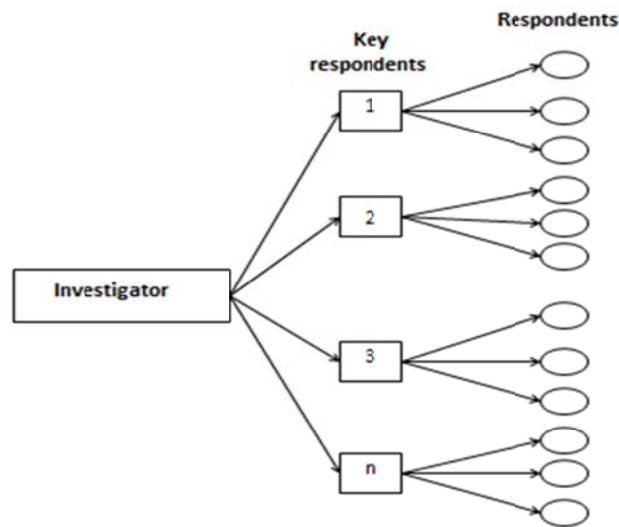 Respondents
Key
respondents
1
2
Investigator
3
n